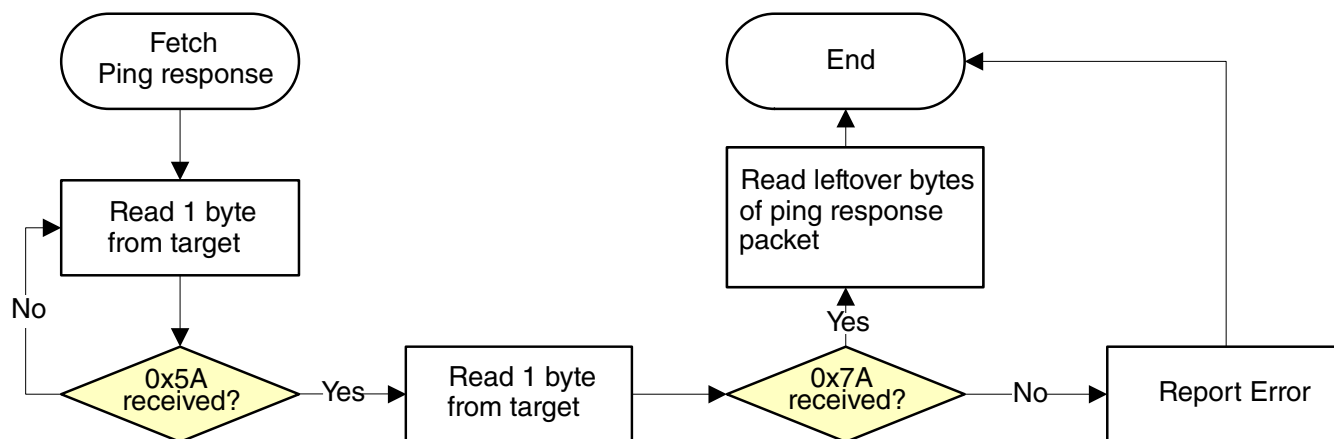 Fetch
Ping response
Read 1 byte
from target
No
0x5A
received?
Yes
Read 1 byte
from target
0x7A
received?
Yes
Read leftover bytes
of ping response
packet
End
No
Report Error